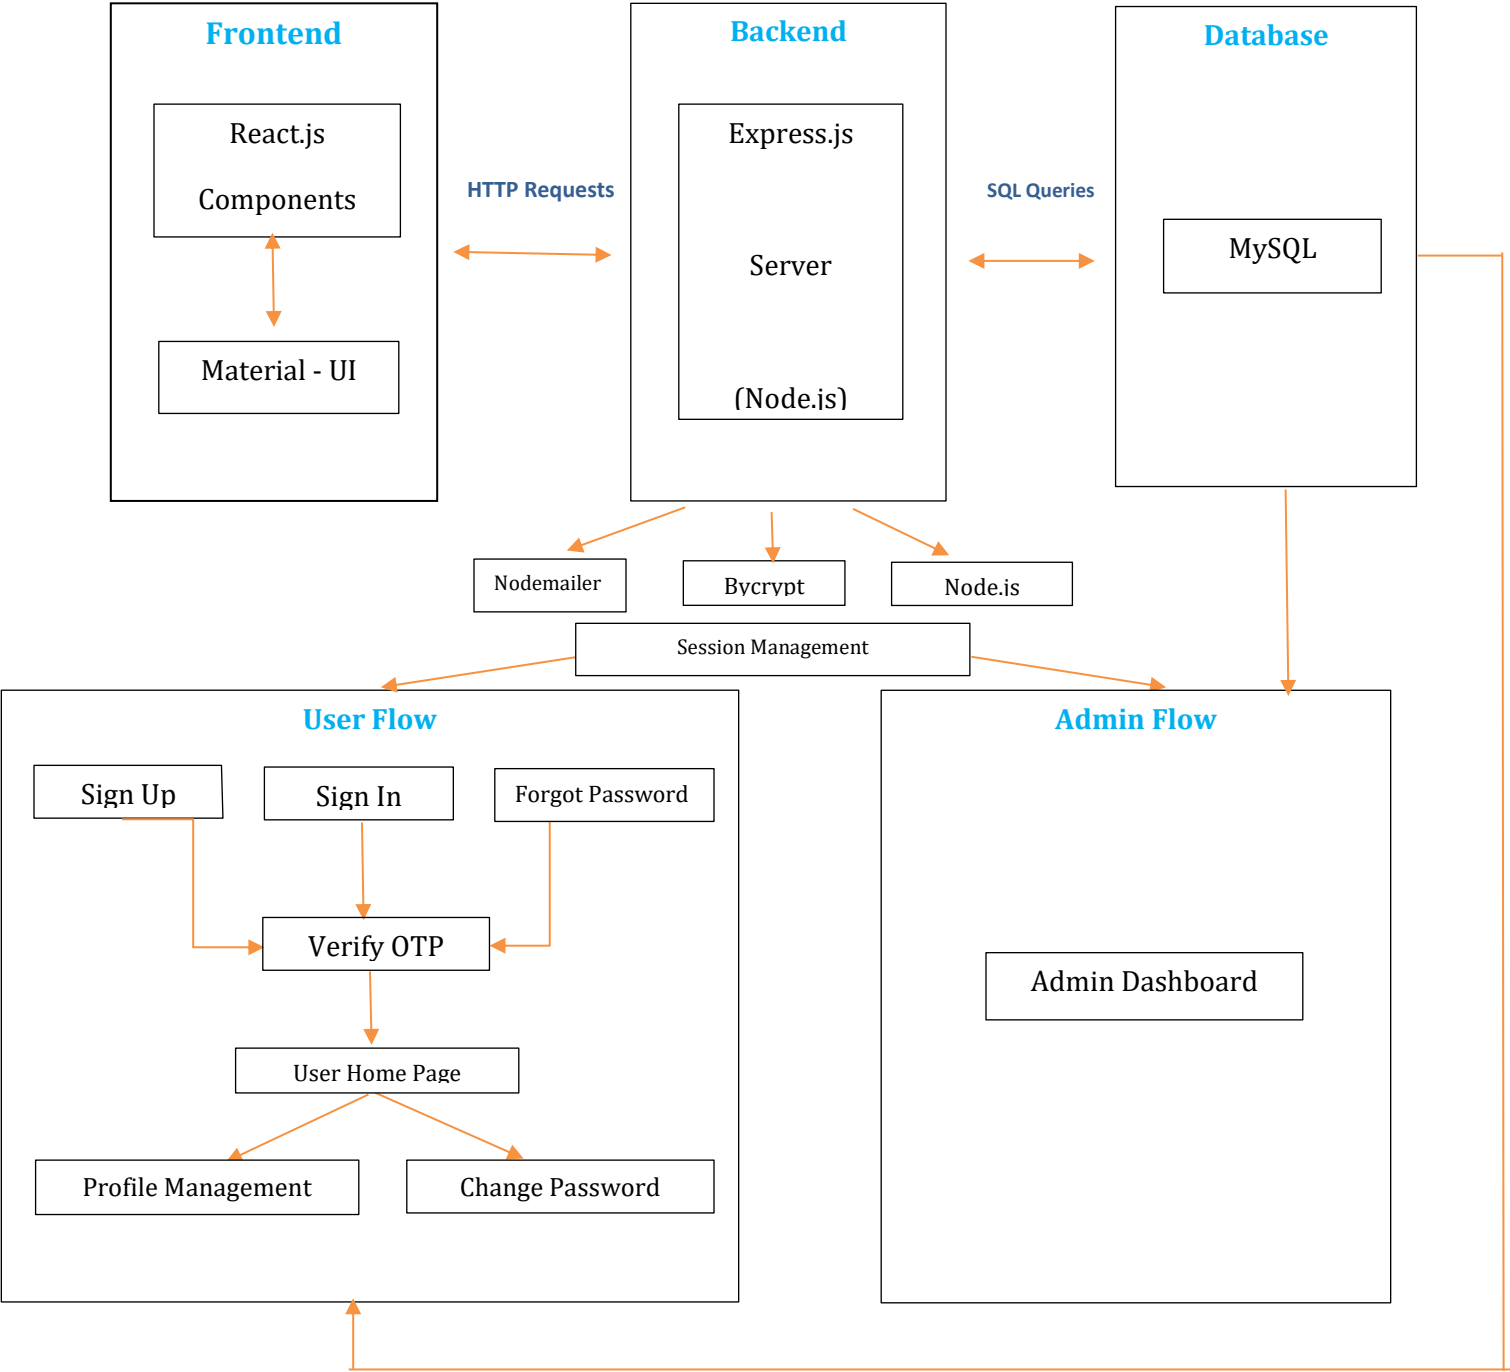 Frontend
React.js
Components
Material - UI
HTTP Requests
Backend
Express.js
Server
(Node.js)
SQL Queries
Database
MySQL
Nodemailer
Bycrypt
Node.js
Session Management
User Flow
Sign Up
Sign In
Forgot Password
Verify OTP
User Home Page
Profile Management
Change Password
Admin Flow
Admin Dashboard